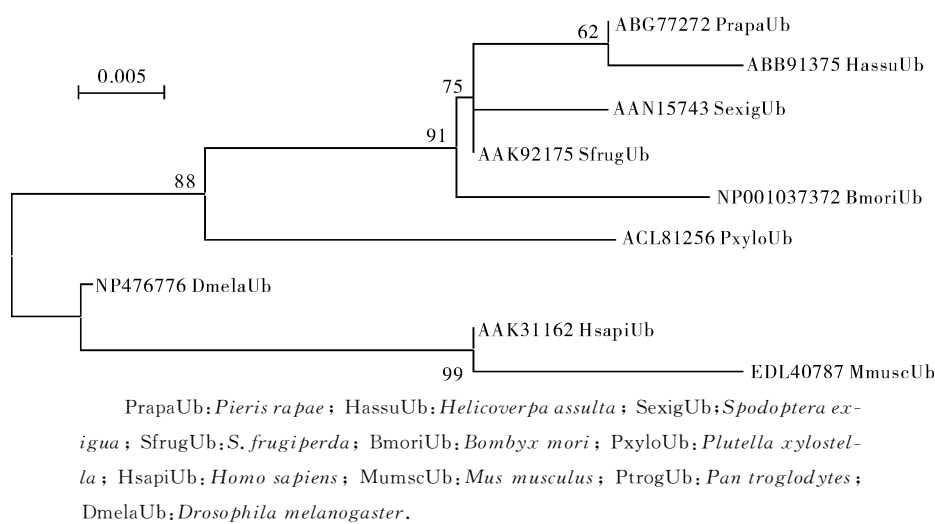 62
ABG77272 PrapaUb
ABB91375 HassuUb
0.005
75
AAN15743 SexigUb
91
AAK92175 SfrugUb
88
NP001037372 BmoriUb
ACL81256 PxyloUb
NP476776 DmelaUb
AAK31162 HsapiUb
99
EDL40787 MmuscUb
PrapaUb:Pieris rapae; HassuUb:Helicoverpa assulta; SexigUb;Spodoptera ex-
igua; SfrugUb:S. frugiperda; BmoriUb:Bombyx mori; PxyloUb:Plutella xylostel-
la; HsapiUb:Homo sapiens; MumscUb:Mus musculus; PtrogUb:Pan troglodytes;
DmelaUb:Drosophila melanogaster.